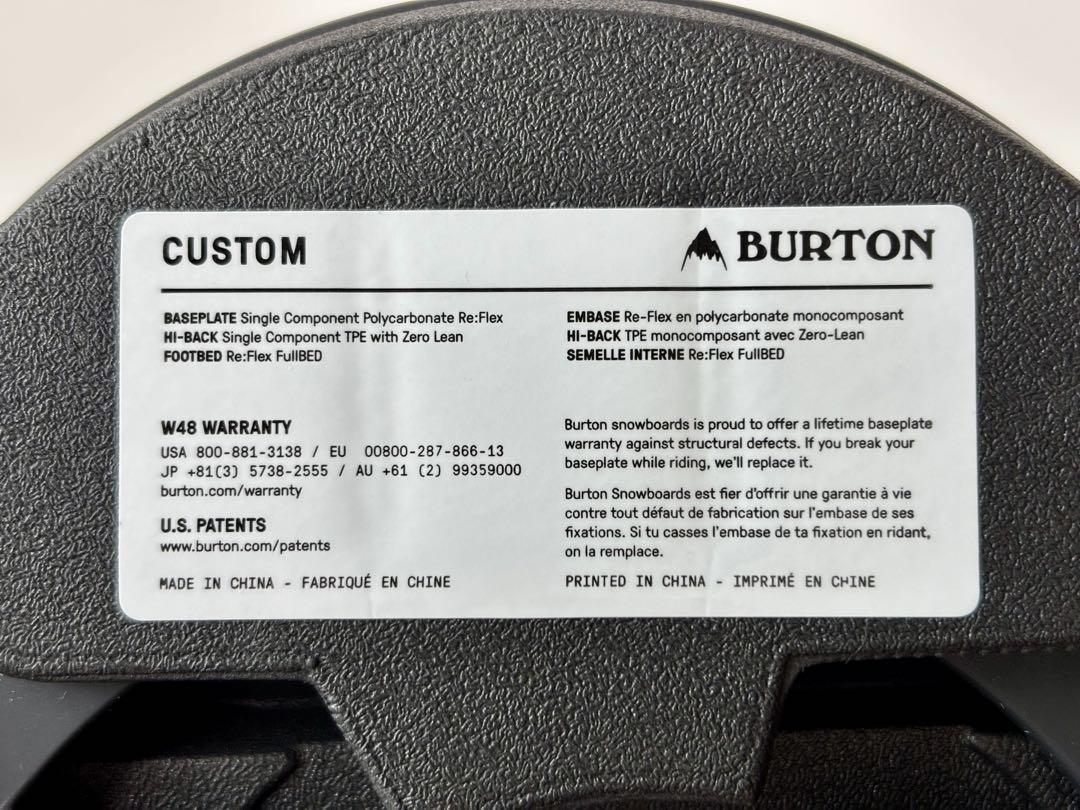 CUSTOM
BURTON
BASEPLATE Single Component Polycarbonate Re:Flex
HI-BACK Single Component TPE with Zero Lean
FOOTBED Re:Flex FullBED
EMBASE Re-Flex en polycarbonate monocomposant
HI-BACK TPE monocomposant avec Zero-Lean
SEMELLE INTERNE Re:Flex FullBED
W48 WARRANTY
USA 800-881-3138 / EU 00800-287-866-13
JP +81(3) 5738-2555 / AU +61 (2) 99359000
burton.com/warranty
U.S. PATENTS
www.burton.com/patents
MADE IN CHINA - FABRIQUÉ EN CHINE
Burton snowboards is proud to offer a lifetime baseplate
warranty against structural defects. If you break your
baseplate while riding, we'll replace it.
Burton Snowboards est fier d'offrir une garantie à vie
contre tout défaut de fabrication sur l'embase de ses
fixations. Si tu casses l'embase de ta fixation en ridant,
on la remplace.
PRINTED IN CHINA - IMPRIMÉ EN CHINE